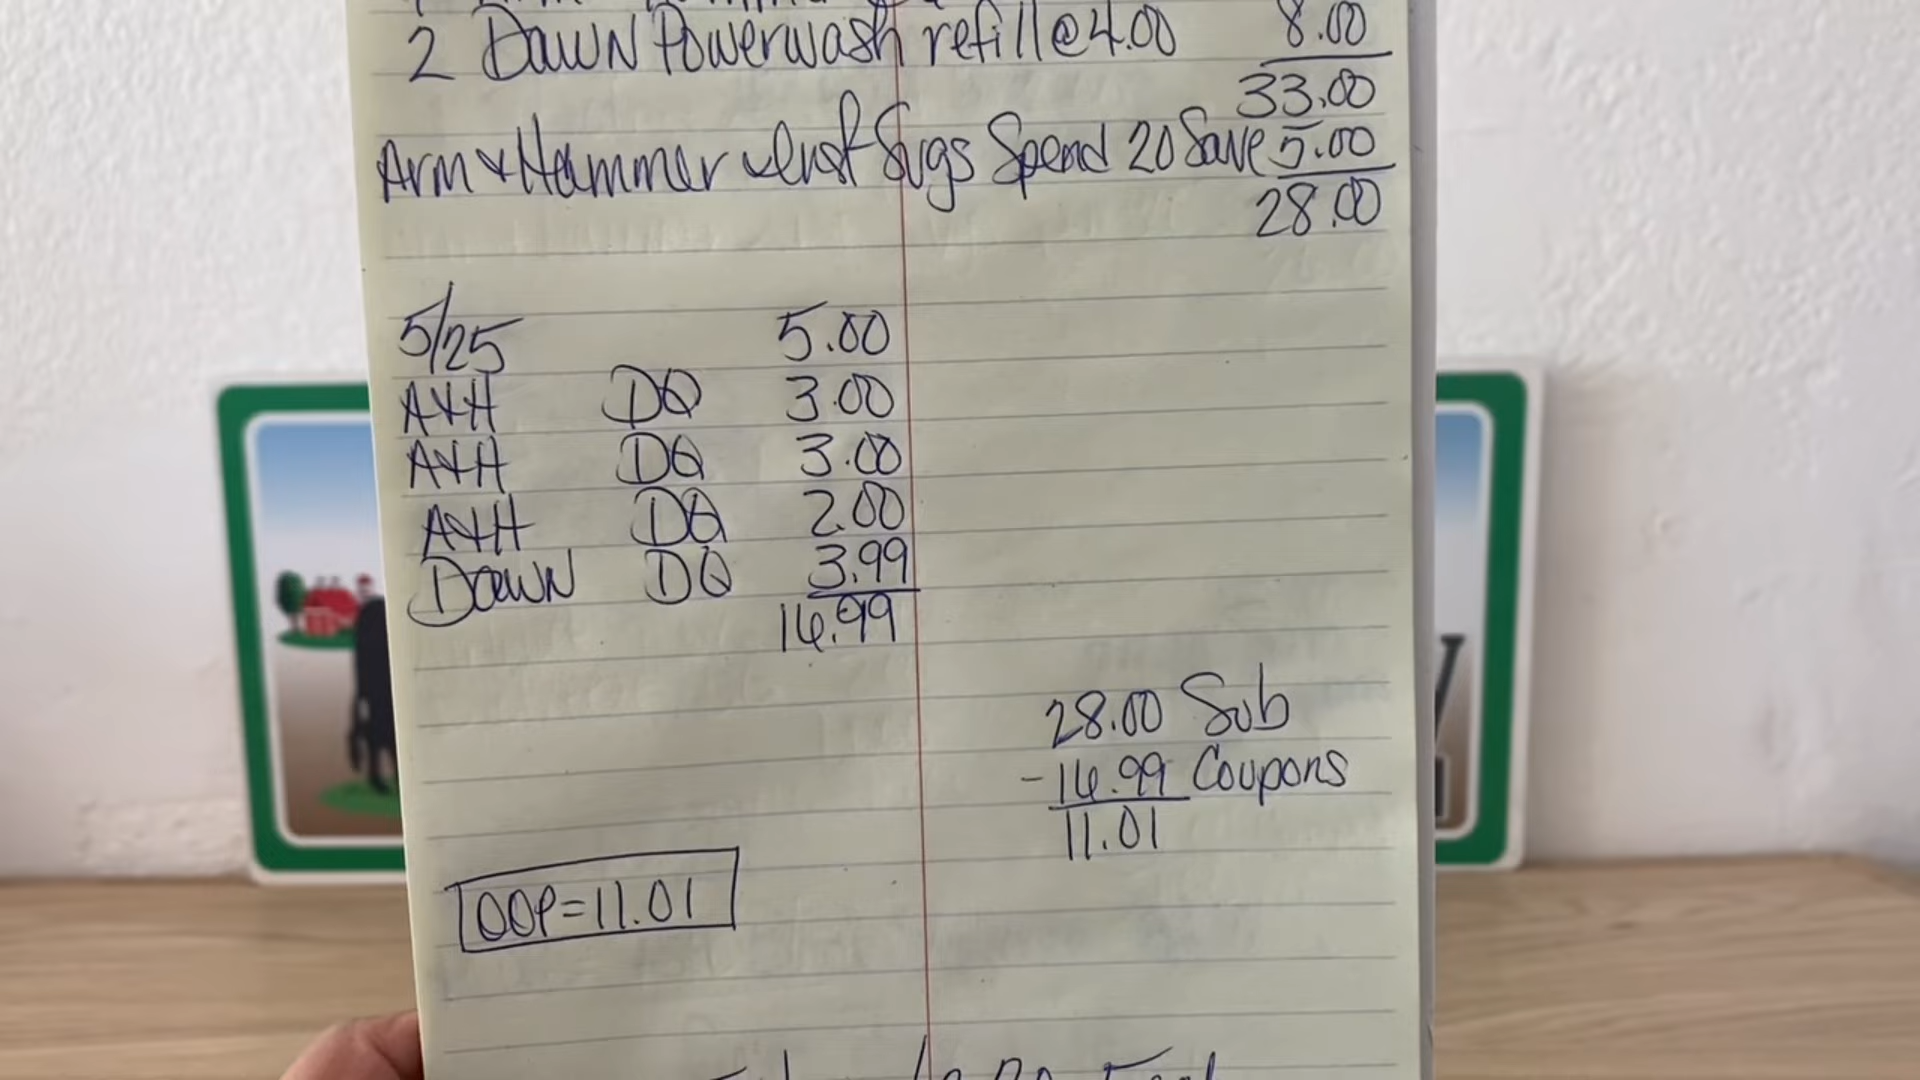 2 Dawn Powerwash refill @ 4.00 8.00
33.00
Arm & Hammer Inst Svgs Spend 20 Save 5.00
28.00
5/25 5.00
A&H DQ 3.00
A&H DQ 3.00
A&H DQ 2.00
Dawn DQ 3.99
16.99
28.00 Sub
-16.99 Coupons
11.01
OOP=11.01